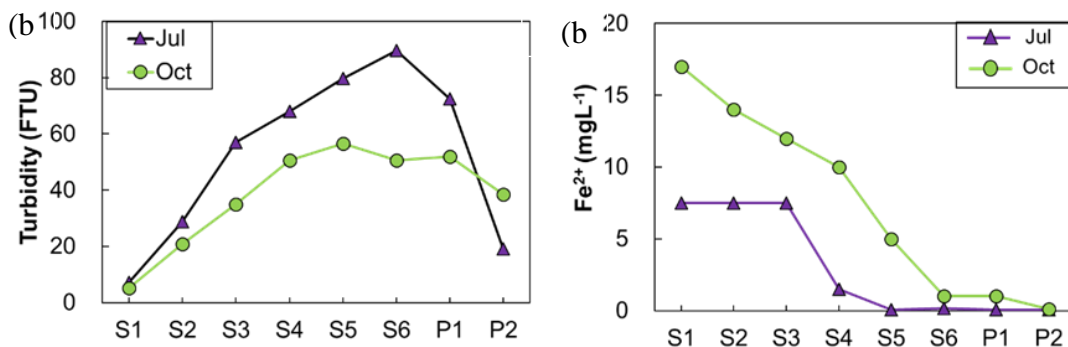 (b
Turbidity (FTU)
100
80
60
40
20
0
Jul
Oct
S1 S2 S3 S4 S5 S6 P1 P2
(b
Fe²⁺ (mgL⁻¹)
20
15
10
5
0
Jul
Oct
S1 S2 S3 S4 S5 S6 P1 P2